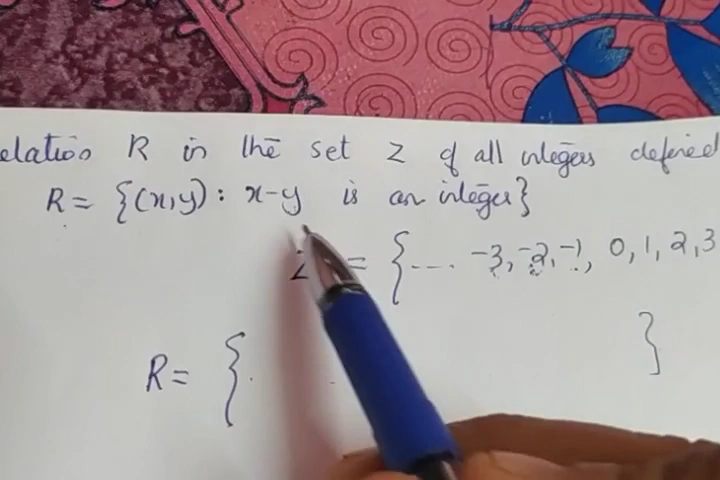 elation R in the set Z of all integers defined
R = {(x,y) : x-y is an integer}
Z = {.... -3, -2, -1, 0, 1, 2, 3
R = { }